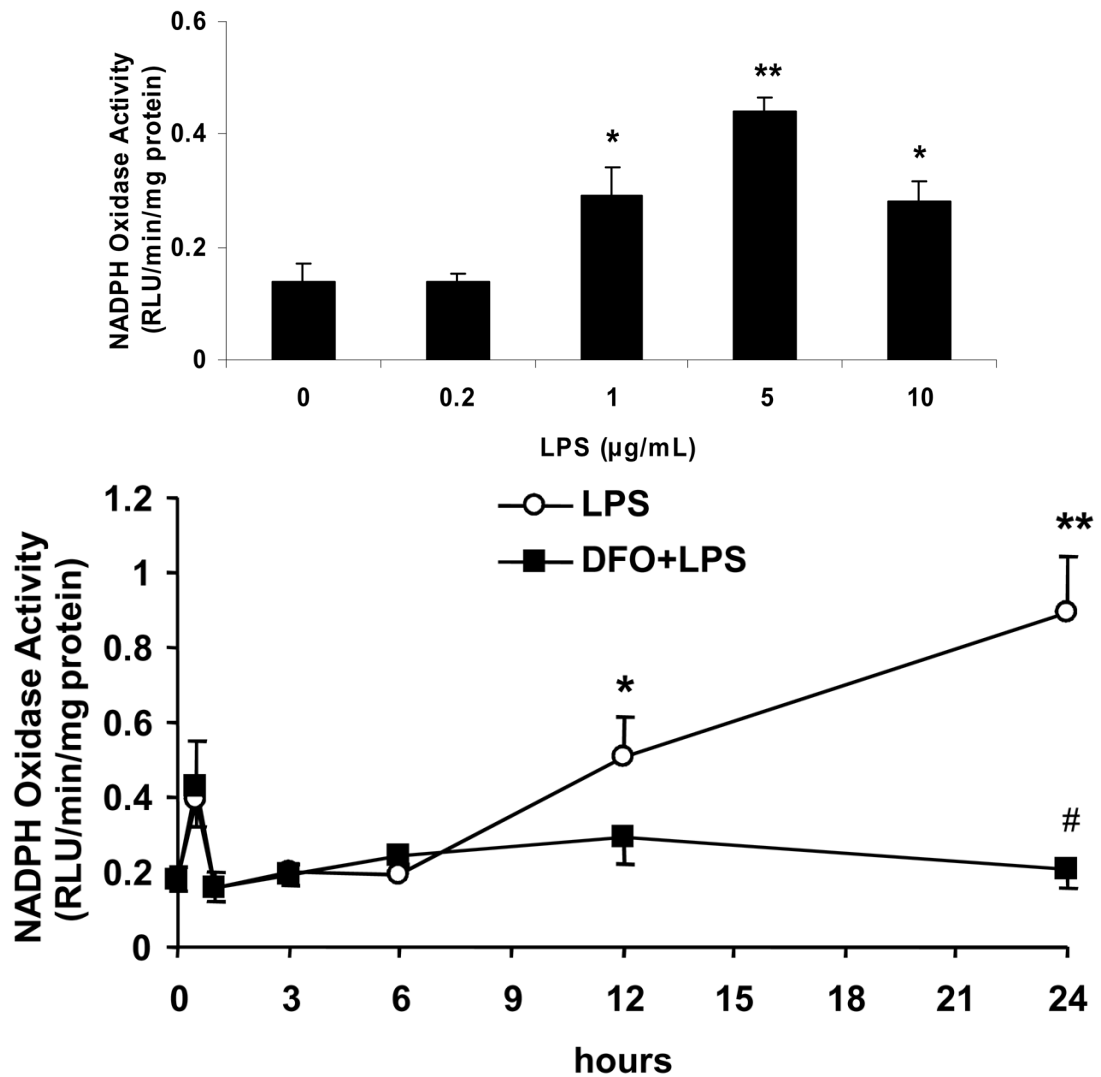 NADPH Oxidase Activity
(RLU/min/mg protein)
0.6
0.4
0.2
0
*
**
*
0 0.2 1 5 10
LPS (µg/mL)
NADPH Oxidase Activity
(RLU/min/mg protein)
1.2
1
0.8
0.6
0.4
0.2
0
LPS
DFO+LPS
*
**
#
0 3 6 9 12 15 18 21 24
hours